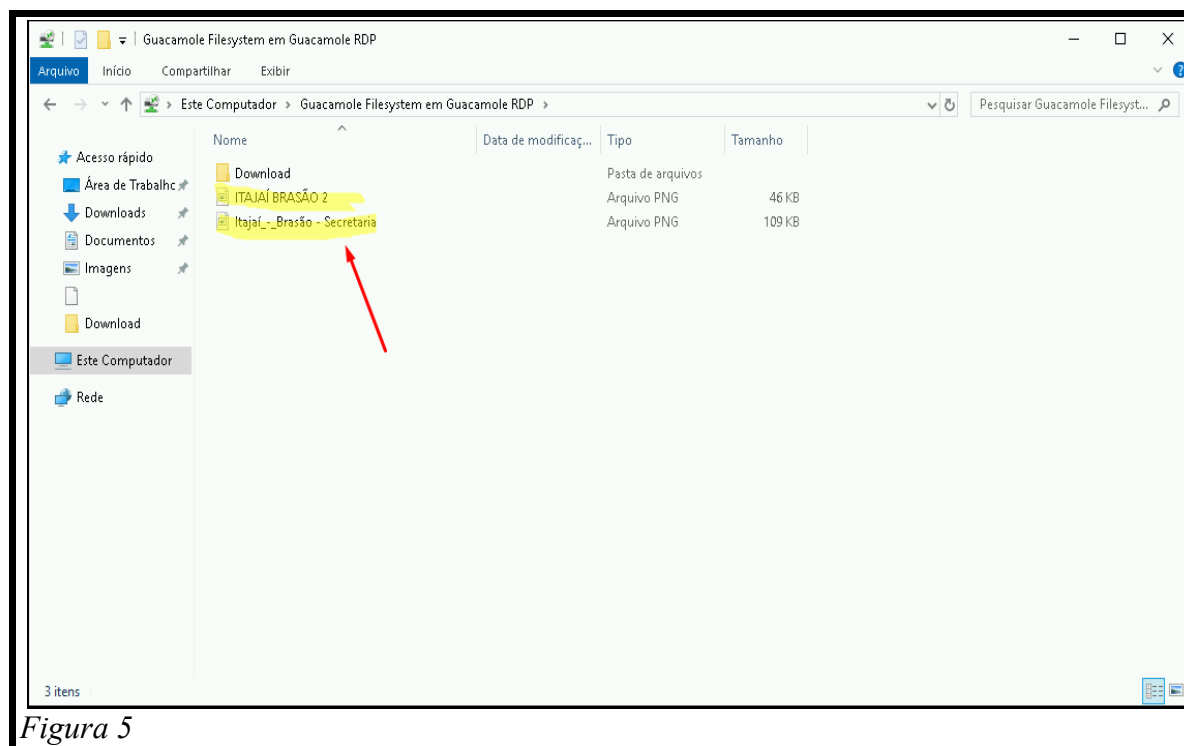 Guacamole Filesystem em Guacamole RDP
Arquivo Início Compartilhar Exibir
Este Computador Guacamole Filesystem em Guacamole RDP Pesquisar Guacamole Filesyst...
Nome Data de modificaç... Tipo Tamanho
Acesso rápido
Área de Trabalhc
Downloads
Documentos
Imagens
Download
Este Computador
Rede
Download Pasta de arquivos
ITAJAÍ BRASÃO 2 Arquivo PNG 46 KB
Itajaí_-_Brasão - Secretaria Arquivo PNG 109 KB
3 itens
Figura 5